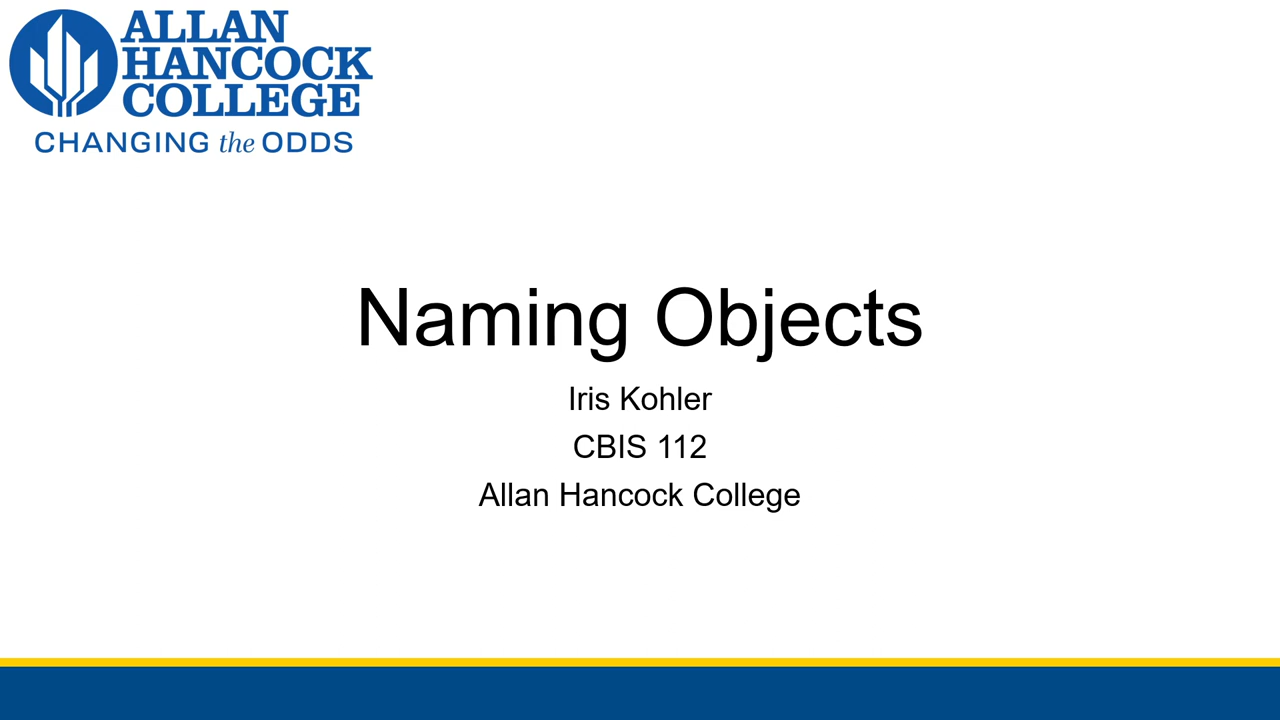 ALLAN
HANCOCK
COLLEGE
CHANGING the ODDS
Naming Objects
Iris Kohler
CBIS 112
Allan Hancock College